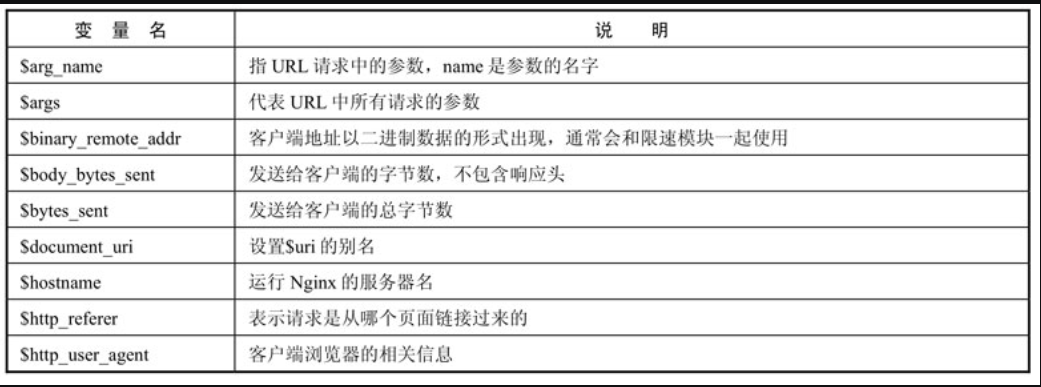 变 量 名 说 明
$arg_name 指 URL 请求中的参数，name 是参数的名字
$args 代表 URL 中所有请求的参数
$binary_remote_addr 客户端地址以二进制数据的形式出现，通常会和限速模块一起使用
$body_bytes_sent 发送给客户端的字节数，不包含响应头
$bytes_sent 发送给客户端的总字节数
$document_uri 设置$uri 的别名
$hostname 运行 Nginx 的服务器名
$http_referer 表示请求是从哪个页面链接过来的
$http_user_agent 客户端浏览器的相关信息